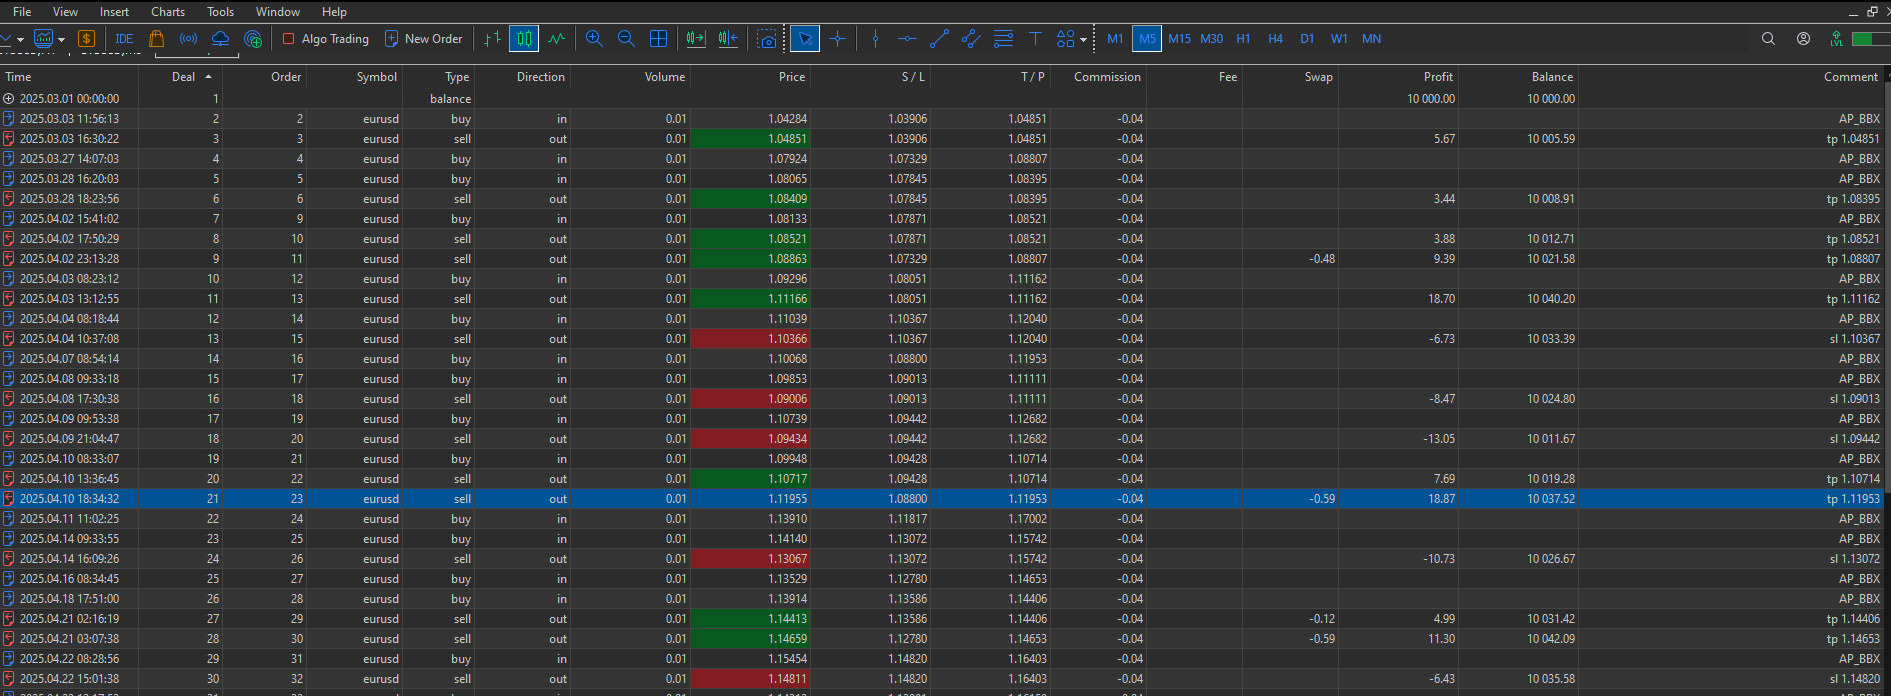 File View Insert Charts Tools Window Help
IDE Algo Trading New Order M1 M5 M15 M30 H1 H4 D1 W1 MN LVL
Time Deal Order Symbol Type Direction Volume Price S / L T / P Commission Fee Swap Profit Balance Comment
2025.03.01 00:00:00 1 balance 10 000.00 10 000.00
2025.03.03 11:56:13 2 2 eurusd buy in 0.01 1.04284 1.03906 1.04851 -0.04 AP_BBX
2025.03.03 16:30:22 3 3 eurusd sell out 0.01 1.04851 1.03906 1.04851 -0.04 5.67 10 005.59 tp 1.04851
2025.03.27 14:07:03 4 4 eurusd buy in 0.01 1.07924 1.07329 1.08807 -0.04 AP_BBX
2025.03.28 16:20:03 5 5 eurusd buy in 0.01 1.08065 1.07845 1.08395 -0.04 AP_BBX
2025.03.28 18:23:56 6 6 eurusd sell out 0.01 1.08409 1.07845 1.08395 -0.04 3.44 10 008.91 tp 1.08395
2025.04.02 15:41:02 7 9 eurusd buy in 0.01 1.08133 1.07871 1.08521 -0.04 AP_BBX
2025.04.02 17:50:29 8 10 eurusd sell out 0.01 1.08521 1.07871 1.08521 -0.04 3.88 10 012.71 tp 1.08521
2025.04.02 23:13:28 9 11 eurusd sell out 0.01 1.08863 1.07329 1.08807 -0.04 -0.48 9.39 10 021.58 tp 1.08807
2025.04.03 08:23:12 10 12 eurusd buy in 0.01 1.09296 1.08051 1.11162 -0.04 AP_BBX
2025.04.03 13:12:55 11 13 eurusd sell out 0.01 1.11166 1.08051 1.11162 -0.04 18.70 10 040.20 tp 1.11162
2025.04.04 08:18:44 12 14 eurusd buy in 0.01 1.11039 1.10367 1.12040 -0.04 AP_BBX
2025.04.04 10:37:08 13 15 eurusd sell out 0.01 1.10366 1.10367 1.12040 -0.04 -6.73 10 033.39 sl 1.10367
2025.04.07 08:54:14 14 16 eurusd buy in 0.01 1.10068 1.08800 1.11953 -0.04 AP_BBX
2025.04.08 09:33:18 15 17 eurusd buy in 0.01 1.09853 1.09013 1.11111 -0.04 AP_BBX
2025.04.08 17:30:38 16 18 eurusd sell out 0.01 1.09006 1.09013 1.11111 -0.04 -8.47 10 024.80 sl 1.09013
2025.04.09 09:53:38 17 19 eurusd buy in 0.01 1.10739 1.09442 1.12682 -0.04 AP_BBX
2025.04.09 21:04:47 18 20 eurusd sell out 0.01 1.09434 1.09442 1.12682 -0.04 -13.05 10 011.67 sl 1.09442
2025.04.10 08:33:07 19 21 eurusd buy in 0.01 1.09948 1.09428 1.10714 -0.04 AP_BBX
2025.04.10 13:36:45 20 22 eurusd sell out 0.01 1.10717 1.09428 1.10714 -0.04 7.69 10 019.28 tp 1.10714
2025.04.10 18:34:32 21 23 eurusd sell out 0.01 1.11955 1.08800 1.11953 -0.04 -0.59 18.87 10 037.52 tp 1.11953
2025.04.11 11:02:25 22 24 eurusd buy in 0.01 1.13910 1.11817 1.17002 -0.04 AP_BBX
2025.04.14 09:33:55 23 25 eurusd buy in 0.01 1.14140 1.13072 1.15742 -0.04 AP_BBX
2025.04.14 16:09:26 24 26 eurusd sell out 0.01 1.13067 1.13072 1.15742 -0.04 -10.73 10 026.67 sl 1.13072
2025.04.16 08:34:45 25 27 eurusd buy in 0.01 1.13529 1.12780 1.14653 -0.04 AP_BBX
2025.04.18 17:51:00 26 28 eurusd buy in 0.01 1.13914 1.13586 1.14406 -0.04 AP_BBX
2025.04.21 02:16:19 27 29 eurusd sell out 0.01 1.14413 1.13586 1.14406 -0.04 -0.12 4.99 10 031.42 tp 1.14406
2025.04.21 03:07:38 28 30 eurusd sell out 0.01 1.14659 1.12780 1.14653 -0.04 -0.59 11.30 10 042.09 tp 1.14653
2025.04.22 08:28:56 29 31 eurusd buy in 0.01 1.15454 1.14820 1.16403 -0.04 AP_BBX
2025.04.22 15:01:38 30 32 eurusd sell out 0.01 1.14811 1.14820 1.16403 -0.04 -6.43 10 035.58 sl 1.14820